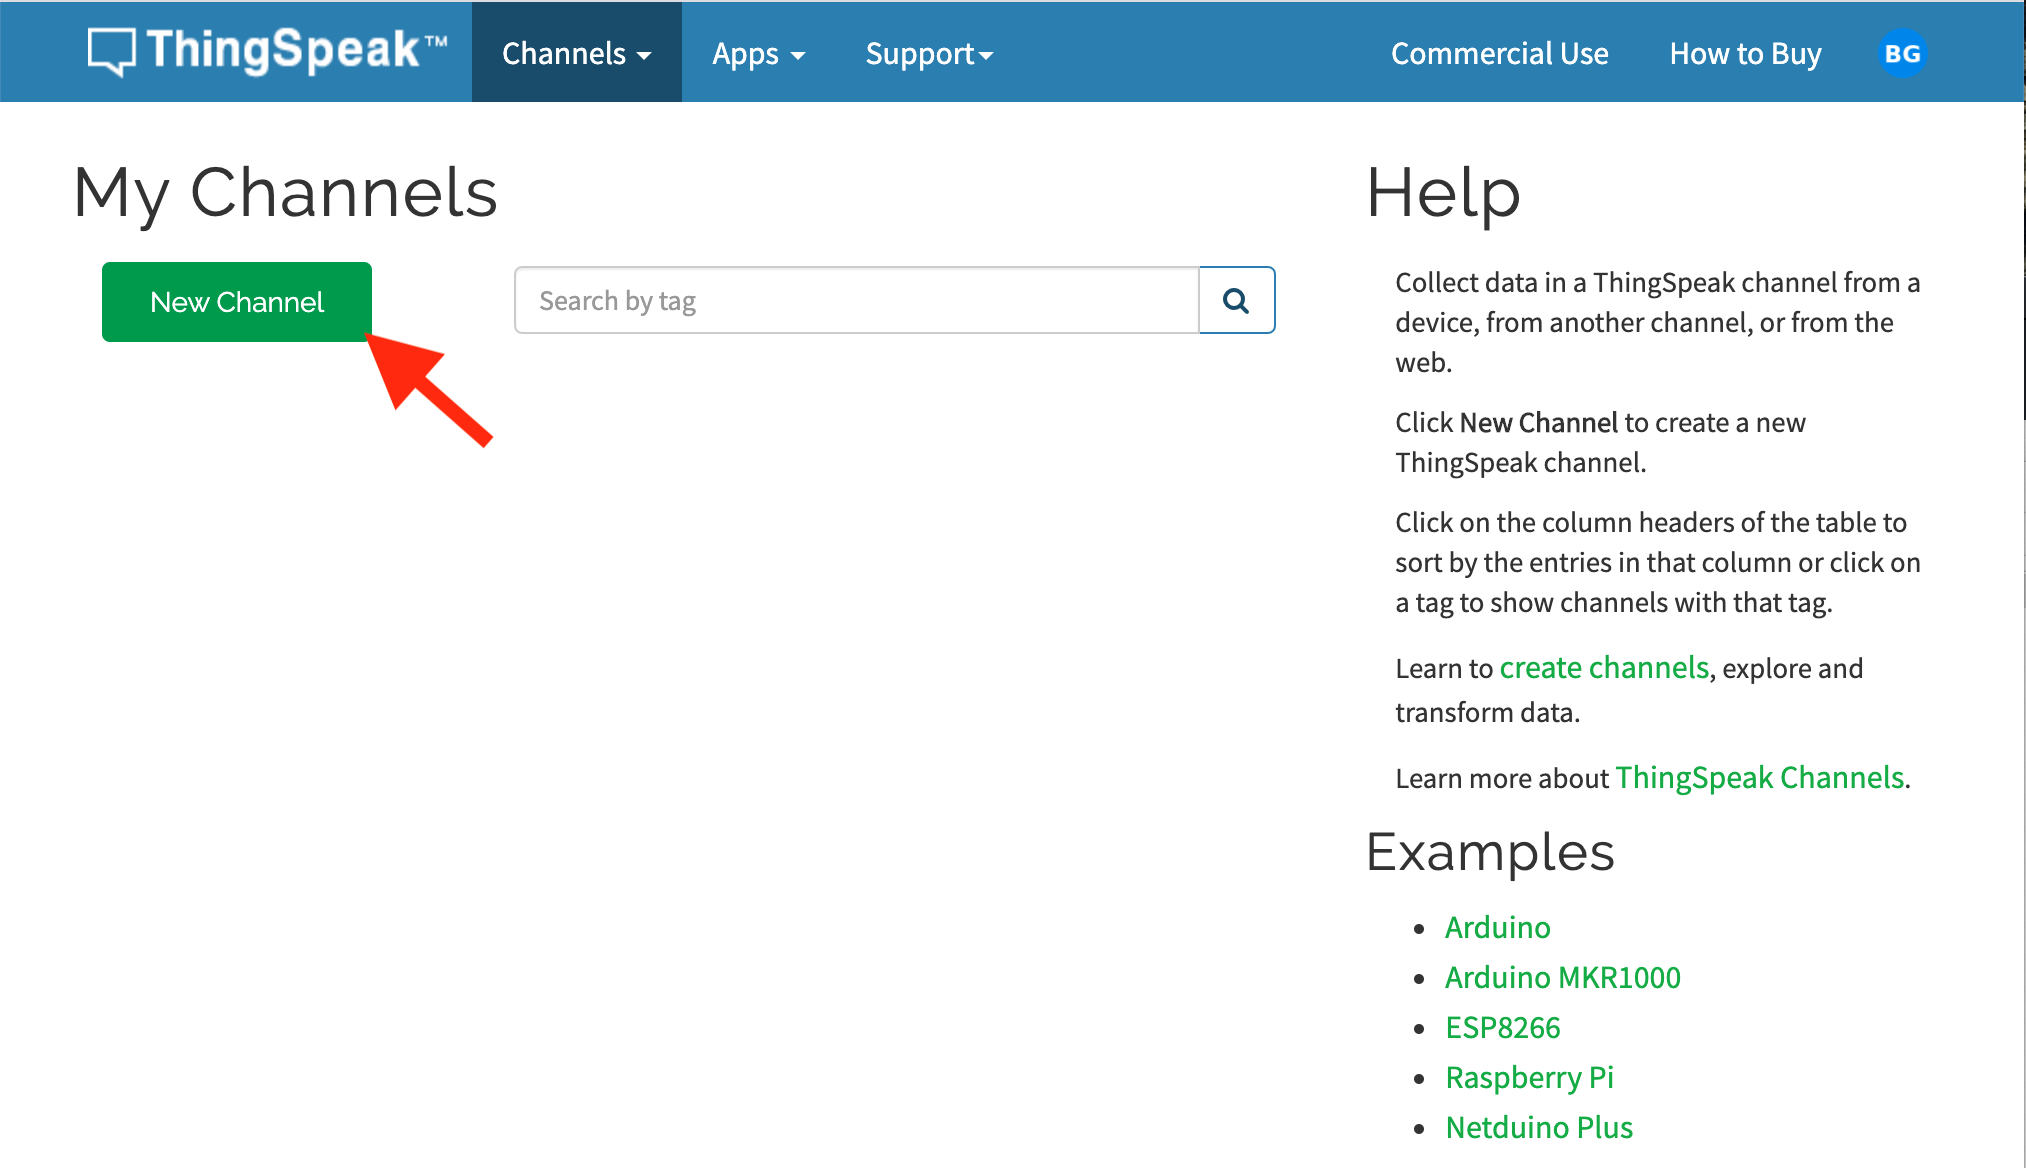 ThingSpeak™ Channels Apps Support Commercial Use How to Buy BG
My Channels
New Channel
Search by tag
Help
Collect data in a ThingSpeak channel from a
device, from another channel, or from the
web.
Click New Channel to create a new
ThingSpeak channel.
Click on the column headers of the table to
sort by the entries in that column or click on
a tag to show channels with that tag.
Learn to create channels, explore and
transform data.
Learn more about ThingSpeak Channels.
Examples
Arduino
Arduino MKR1000
ESP8266
Raspberry Pi
Netduino Plus